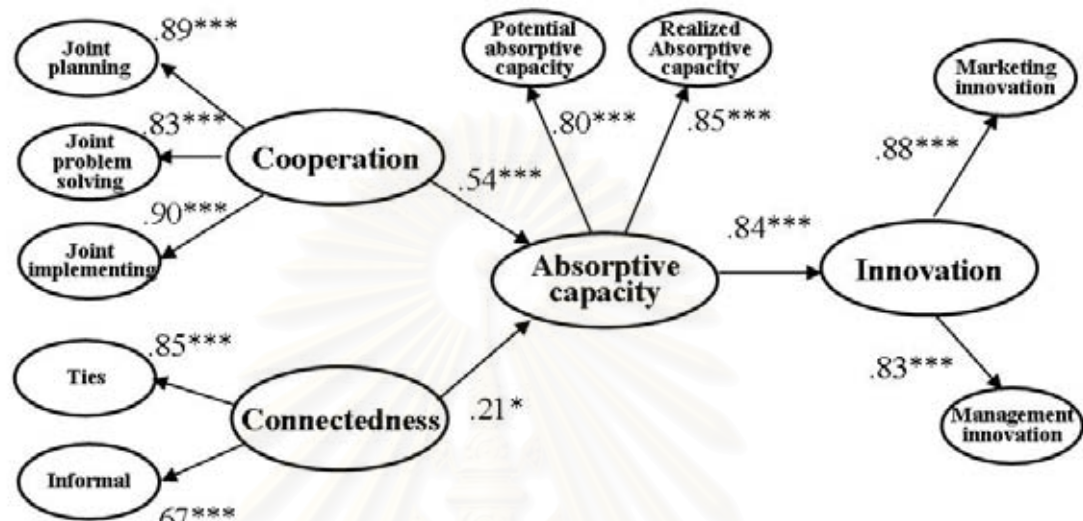 Joint
planning
.89***
Joint
problem
solving
.83***
Joint
implementing
.90***
Cooperation
.54***
Ties
.85***
Informal
.67***
Connectedness
.21*
Potential
absorptive
capacity
.80***
Realized
Absorptive
capacity
.85***
Absorptive
capacity
.84***
Innovation
Marketing
innovation
.88***
Management
innovation
.83***